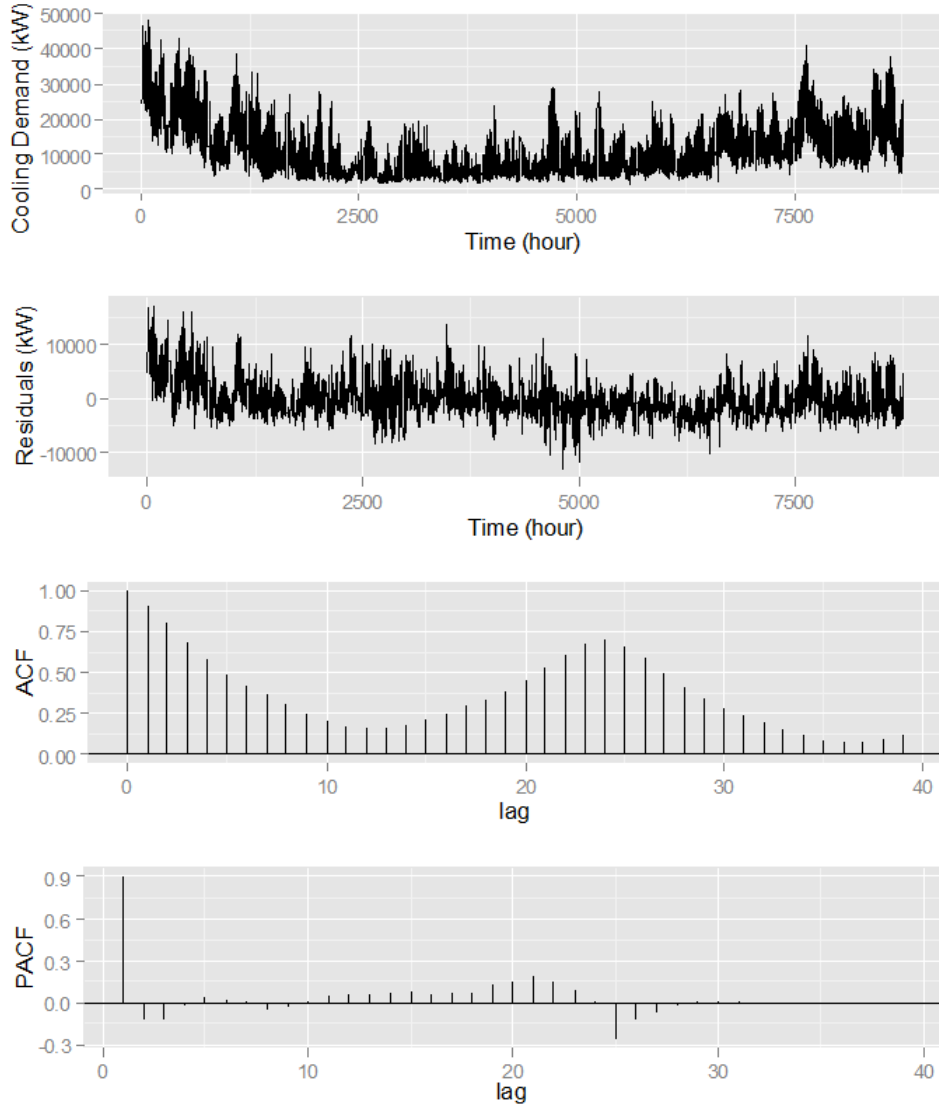 Cooling Demand (kW)
50000
40000
30000
20000
10000
0
0 2500 5000 7500
Time (hour)
Residuals (kW)
10000
0
-10000
0 2500 5000 7500
Time (hour)
ACF
1.00
0.75
0.50
0.25
0.00
0 10 20 30 40
lag
PACF
0.9
0.6
0.3
0.0
-0.3
0 10 20 30 40
lag